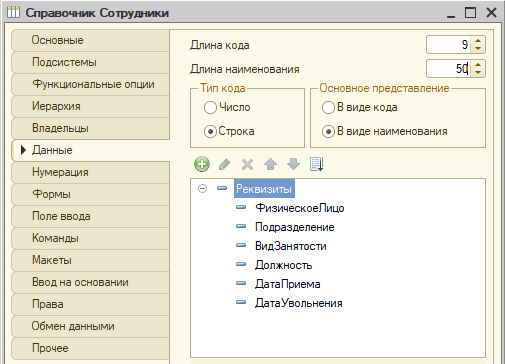 Справочник Сотрудники
Основные
Подсистемы
Функциональные опции
Иерархия
Владельцы
Данные
Нумерация
Формы
Поле ввода
Команды
Макеты
Ввод на основании
Права
Обмен данными
Прочее
Длина кода 9
Длина наименования 50
Тип кода
Число
Строка
Основное представление
В виде кода
В виде наименования
Реквизиты
ФизическоеЛицо
Подразделение
ВидЗанятости
Должность
ДатаПриема
ДатаУвольнения